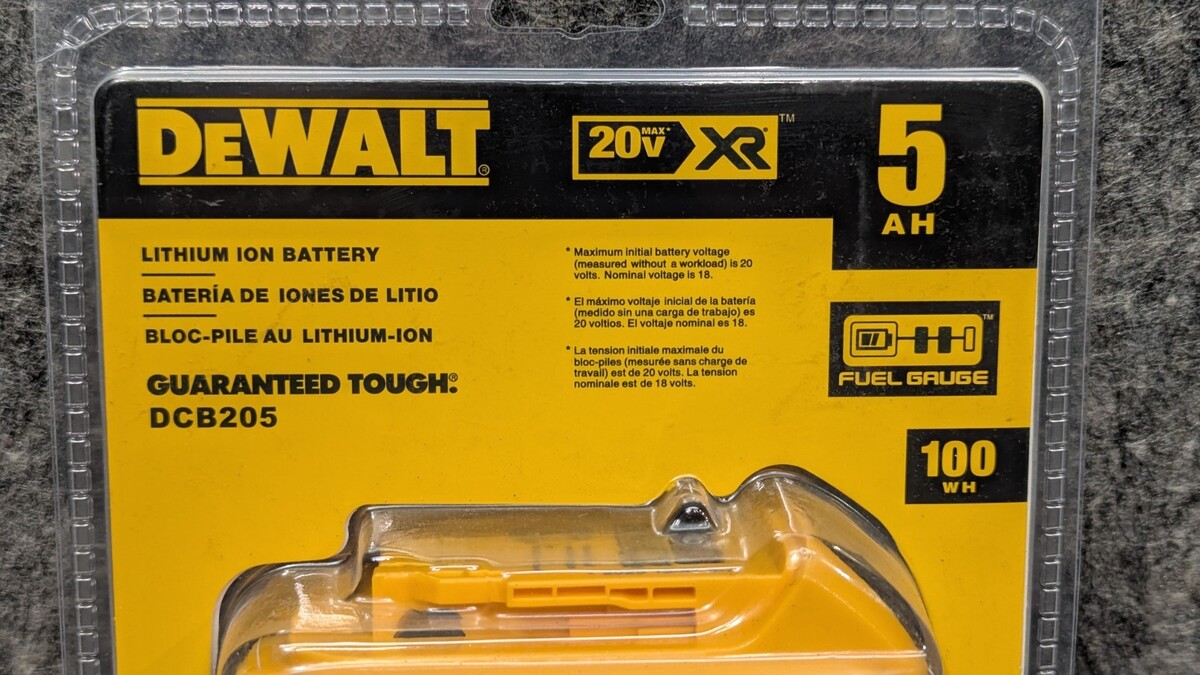 DEWALT®
20V MAX* XR® ™
5
AH
LITHIUM ION BATTERY
BATERÍA DE IONES DE LITIO
BLOC-PILE AU LITHIUM-ION
GUARANTEED TOUGH.®
DCB205
* Maximum initial battery voltage
(measured without a workload) is 20
volts. Nominal voltage is 18.
* El máximo voltaje inicial de la batería
(medido sin una carga de trabajo) es
20 voltios. El voltaje nominal es 18.
* La tension initiale maximale du
bloc-piles (mesurée sans charge de
travail) est de 20 volts. La tension
nominale est de 18 volts.
™
FUEL GAUGE
100
WH